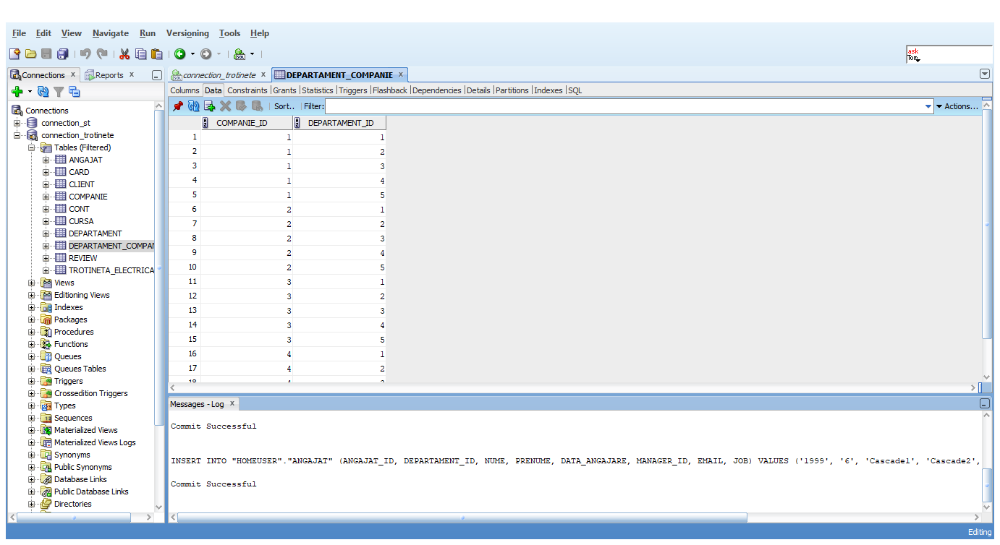 File Edit View Navigate Run Versioning Tools Help
ask
Tom
Connections x Reports x
connection_trotinete x DEPARTAMENT_COMPANIE x
Columns Data Constraints Grants Statistics Triggers Flashback Dependencies Details Partitions Indexes SQL
Sort.. Filter: Actions...
Connections
connection_st
connection_trotinete
Tables (Filtered)
ANGAJAT
CARD
CLIENT
COMPANIE
CONT
CURSA
DEPARTAMENT
DEPARTAMENT_COMPAN
REVIEW
TROTINETA_ELECTRICA
Views
Editioning Views
Indexes
Packages
Procedures
Functions
Queues
Queues Tables
Triggers
Crossedition Triggers
Types
Sequences
Materialized Views
Materialized Views Logs
Synonyms
Public Synonyms
Database Links
Public Database Links
Directories
COMPANIE_ID DEPARTAMENT_ID
1 1 1
2 1 2
3 1 3
4 1 4
5 1 5
6 2 1
7 2 2
8 2 3
9 2 4
10 2 5
11 3 1
12 3 2
13 3 3
14 3 4
15 3 5
16 4 1
17 4 2
18 4 3
Messages - Log x
Commit Successful
INSERT INTO "HOMEUSER"."ANGAJAT" (ANGAJAT_ID, DEPARTAMENT_ID, NUME, PRENUME, DATA_ANGAJARE, MANAGER_ID, EMAIL, JOB) VALUES ('1999', '6', 'Cascade1', 'Cascade2',
Commit Successful
Editing